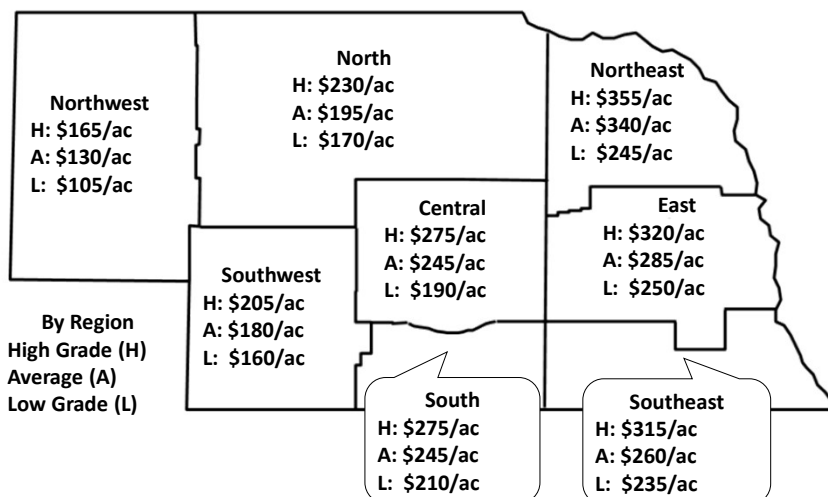 Northwest
H: $165/ac
A: $130/ac
L: $105/ac
North
H: $230/ac
A: $195/ac
L: $170/ac
Northeast
H: $355/ac
A: $340/ac
L: $245/ac
Central
H: $275/ac
A: $245/ac
L: $190/ac
East
H: $320/ac
A: $285/ac
L: $250/ac
Southwest
H: $205/ac
A: $180/ac
L: $160/ac
By Region
High Grade (H)
Average (A)
Low Grade (L)
South
H: $275/ac
A: $245/ac
L: $210/ac
Southeast
H: $315/ac
A: $260/ac
L: $235/ac